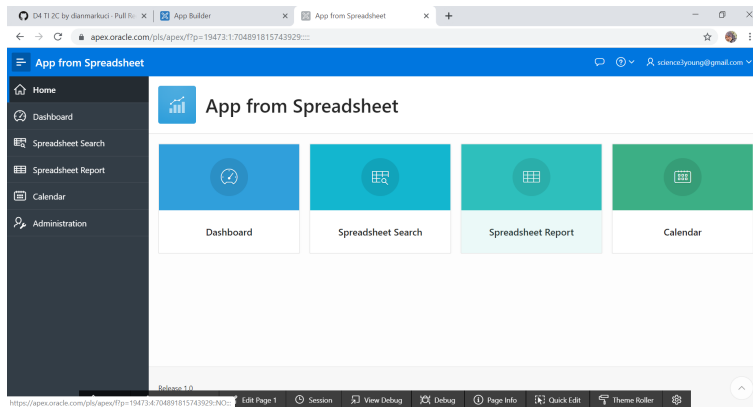 D4 TI 2C by dianmarkuci - Pull Re
App Builder
App from Spreadsheet
apex.oracle.com/pls/apex/f?p=19473:1:704891815743929::::
App from Spreadsheet
science3young@gmail.com
Home
Dashboard
Spreadsheet Search
Spreadsheet Report
Calendar
Administration
App from Spreadsheet
Dashboard
Spreadsheet Search
Spreadsheet Report
Calendar
Release 1.0
https://apex.oracle.com/pls/apex/f?p=19473:4:704891815743929::NO:::
Edit Page 1
Session
View Debug
Debug
Page Info
Quick Edit
Theme Roller